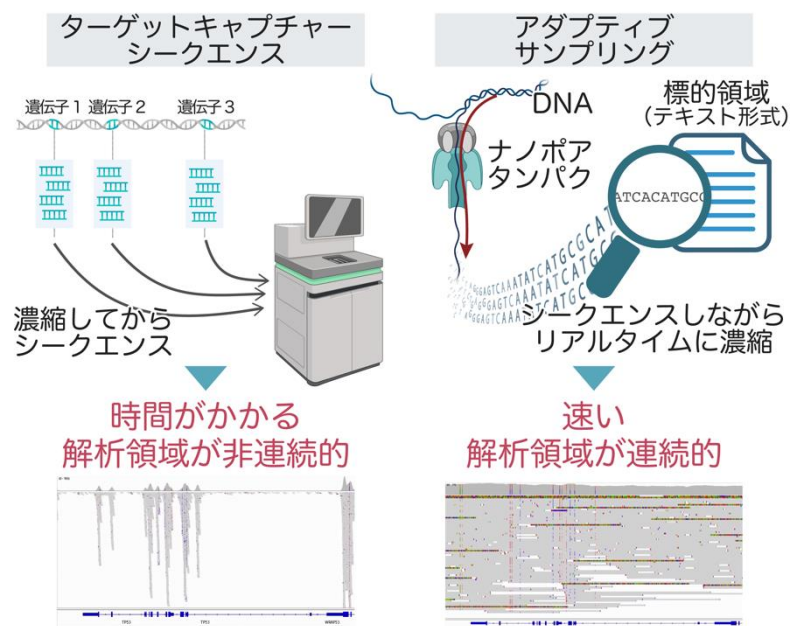 ターゲットキャプチャー
シークエンス
遺伝子1 遺伝子2 遺伝子3
濃縮してから
シークエンス
時間がかかる
解析領域が非連続的
TP53 TP53 WRAP53
アダプティブ
サンプリング
DNA
ナノポア
タンパク
標的領域
(テキスト形式)
ATCACATGCC
GGAGTCAAATATCATGCGCAT
GGAGTCAAATATCATGCG
GAGTCAAATATCATGC
シークエンスしながら
リアルタイムに濃縮
速い
解析領域が連続的